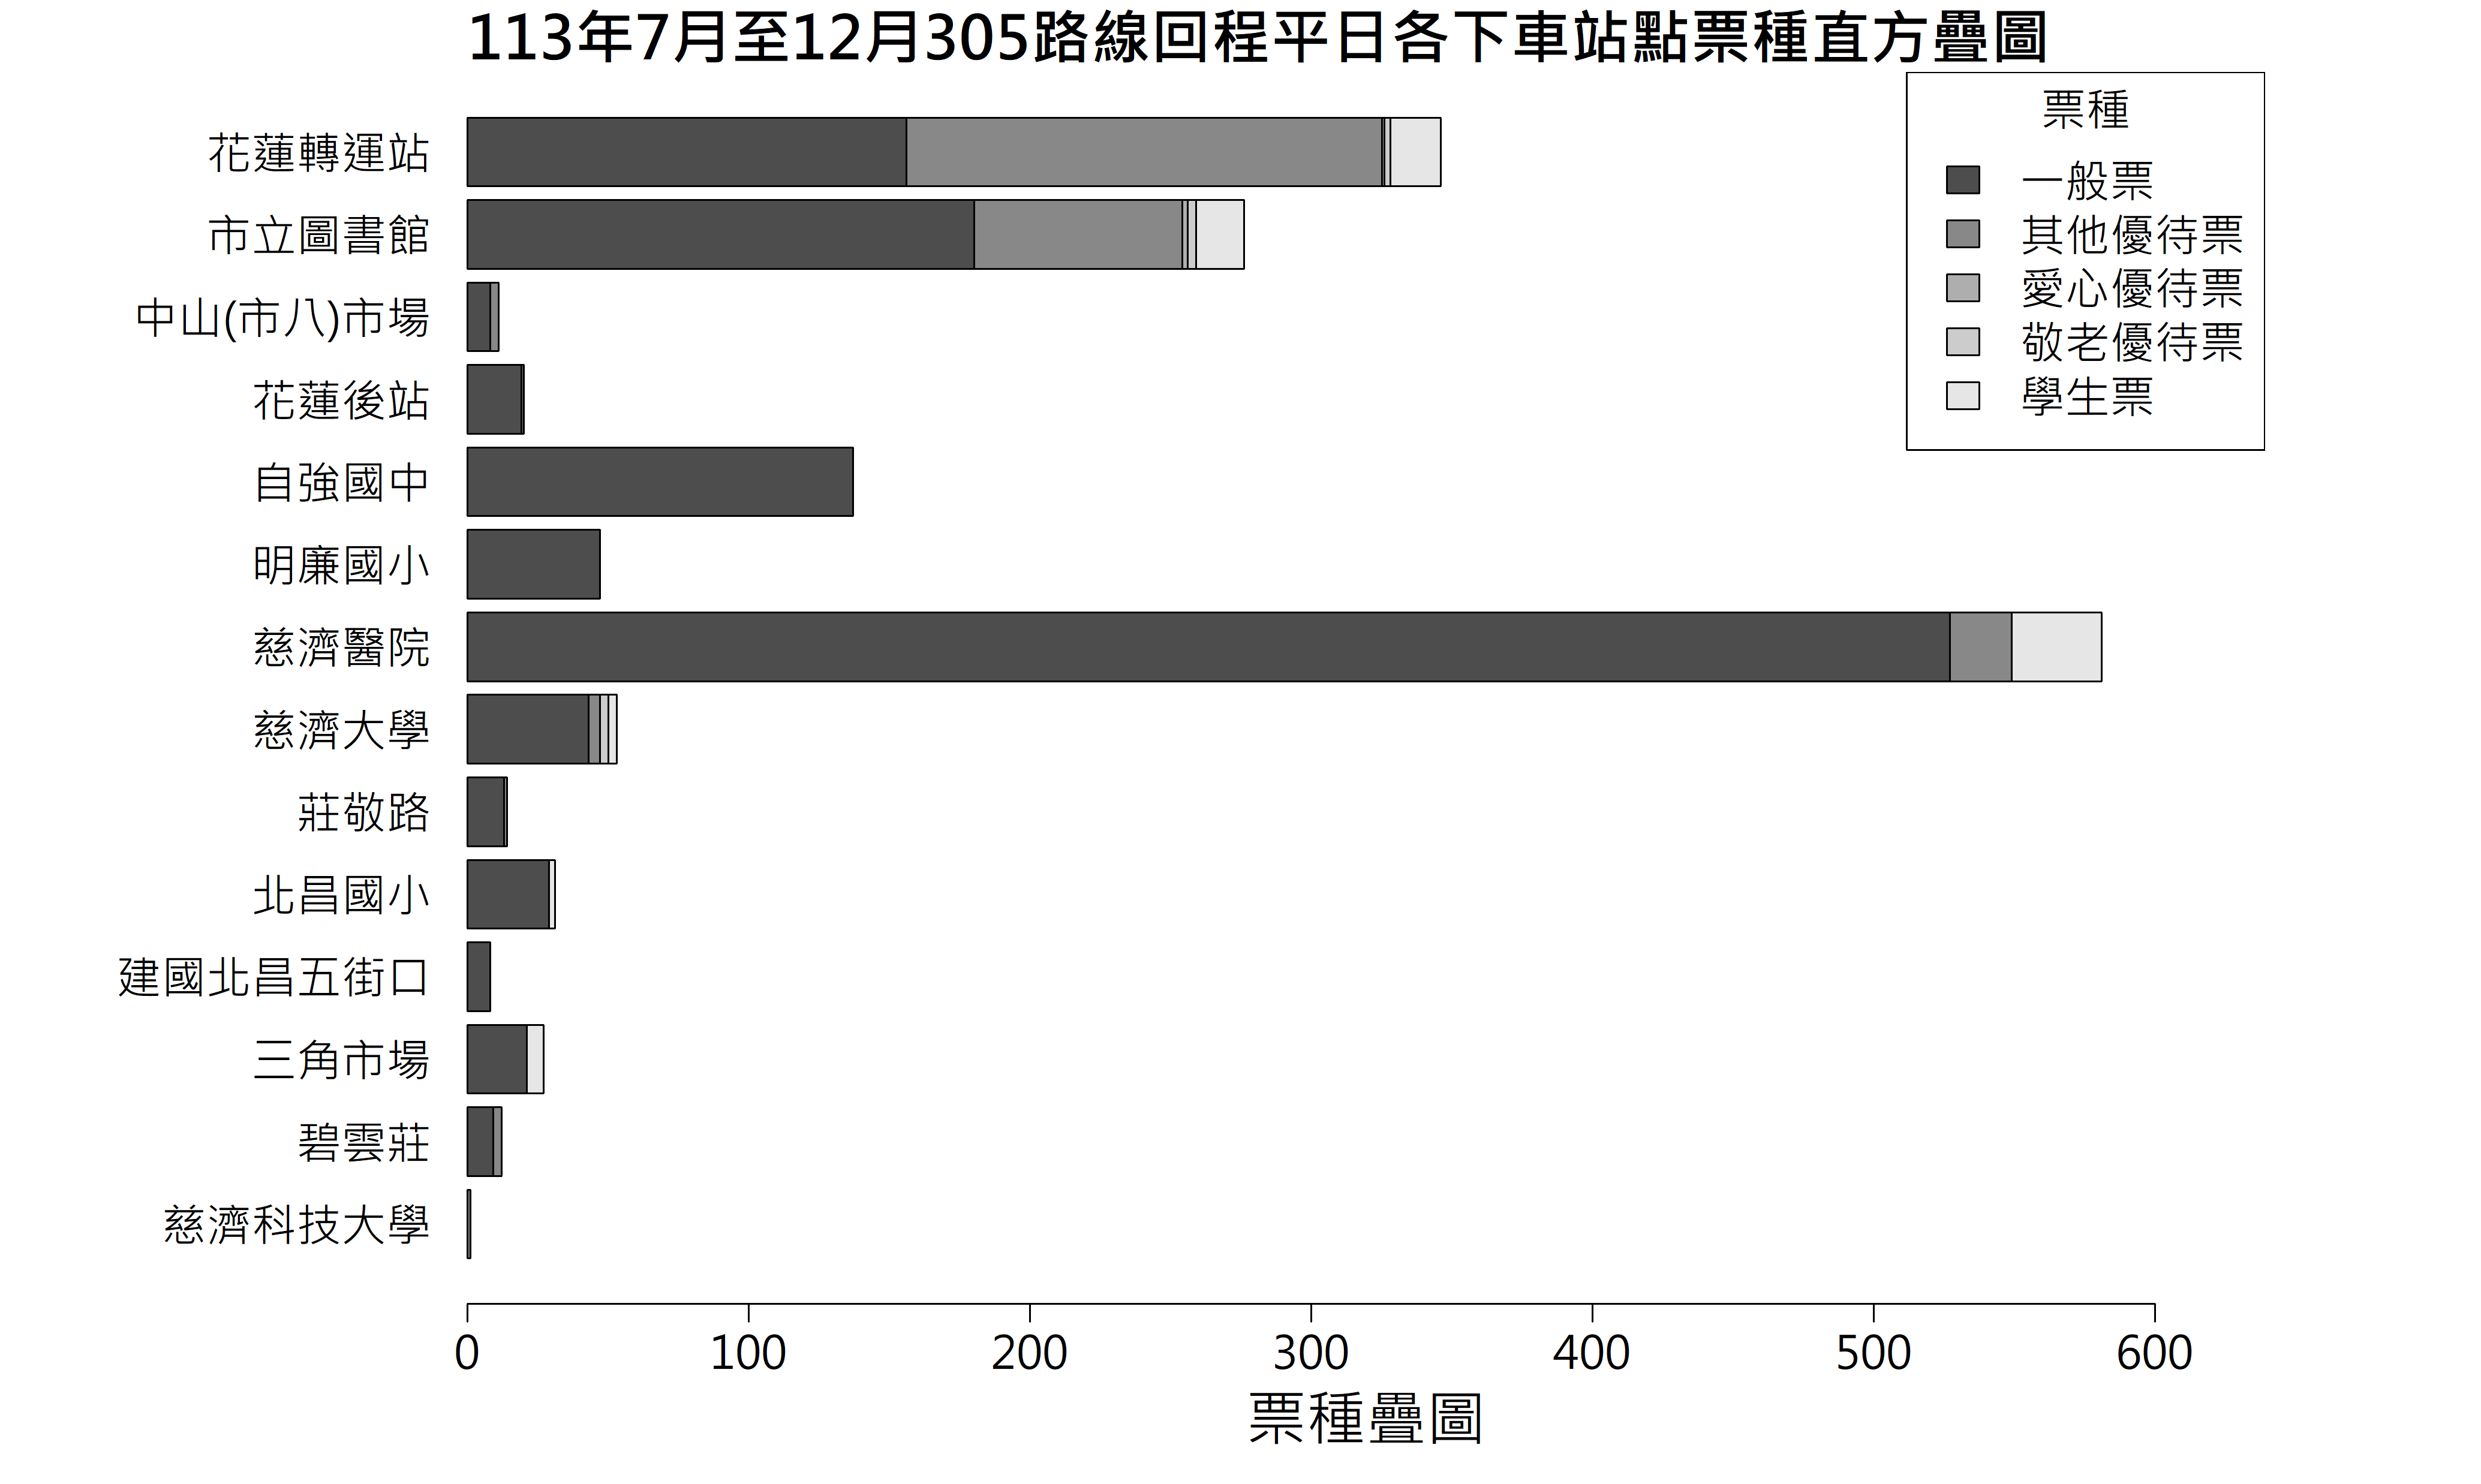 113年7月至12月305路線回程平日各下車站點票種直方疊圖
票種
一般票
其他優待票
愛心優待票
敬老優待票
學生票
花蓮轉運站
市立圖書館
中山(市八)市場
花蓮後站
自強國中
明廉國小
慈濟醫院
慈濟大學
莊敬路
北昌國小
建國北昌五街口
三角市場
碧雲莊
慈濟科技大學
0 100 200 300 400 500 600
票種疊圖